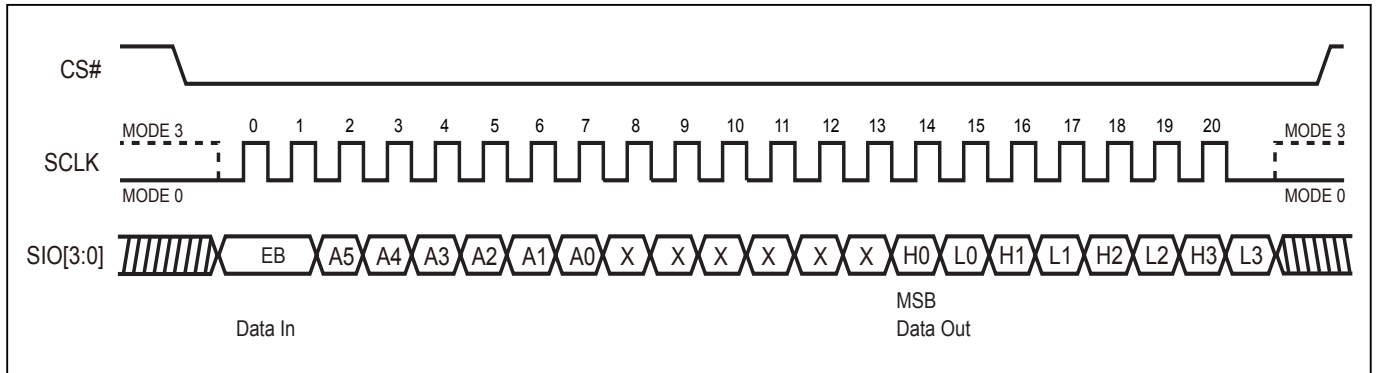 CS#
MODE 3 0 1 2 3 4 5 6 7 8 9 10 11 12 13 14 15 16 17 18 19 20 MODE 3
SCLK
MODE 0 MODE 0
SIO[3:0] EB A5 A4 A3 A2 A1 A0 X X X X X X H0 L0 H1 L1 H2 L2 H3 L3
MSB
Data In Data Out